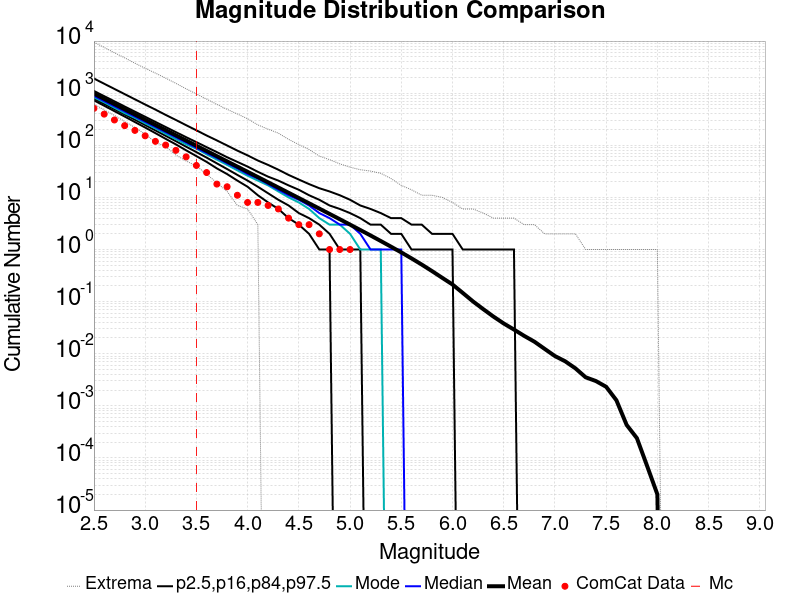 Magnitude Distribution Comparison
10^4
10^3
10^2
10^1
10^0
10^-1
10^-2
10^-3
10^-4
10^-5
Cumulative Number
2.5 3.0 3.5 4.0 4.5 5.0 5.5 6.0 6.5 7.0 7.5 8.0 8.5 9.0
Magnitude
Extrema p2.5,p16,p84,p97.5 Mode Median Mean ComCat Data Mc